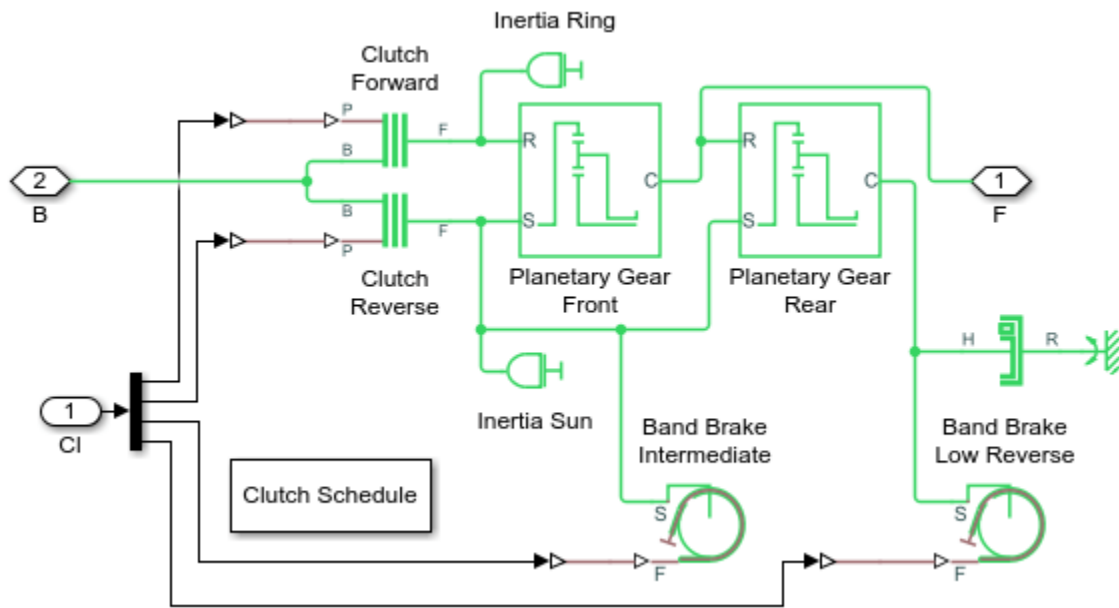 Inertia Ring
Clutch
Forward
P
F
B
R
R
C
C
2
B
1
F
B
F
S
S
P
Clutch
Reverse
Planetary Gear
Front
Planetary Gear
Rear
H
R
1
CI
Inertia Sun
Band Brake
Intermediate
Band Brake
Low Reverse
Clutch Schedule
S
S
F
F